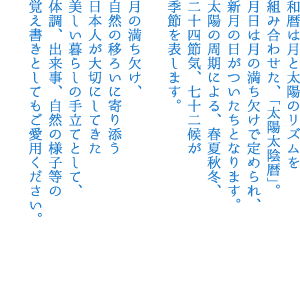 和暦は月と太陽のリズムを
組み合わせた、「太陽太陰暦」。
月日は月の満ち欠けで定められ、
新月の日がついたちとなります。
太陽の周期による、春夏秋冬、
二十四節気、七十二候が
季節を表します。
月の満ち欠け、
自然の移ろいに寄り添う
日本人が大切にしてきた
美しい暮らしの手立てとして、
体調、出来事、自然の様子等の
覚え書きとしてもご愛用ください。